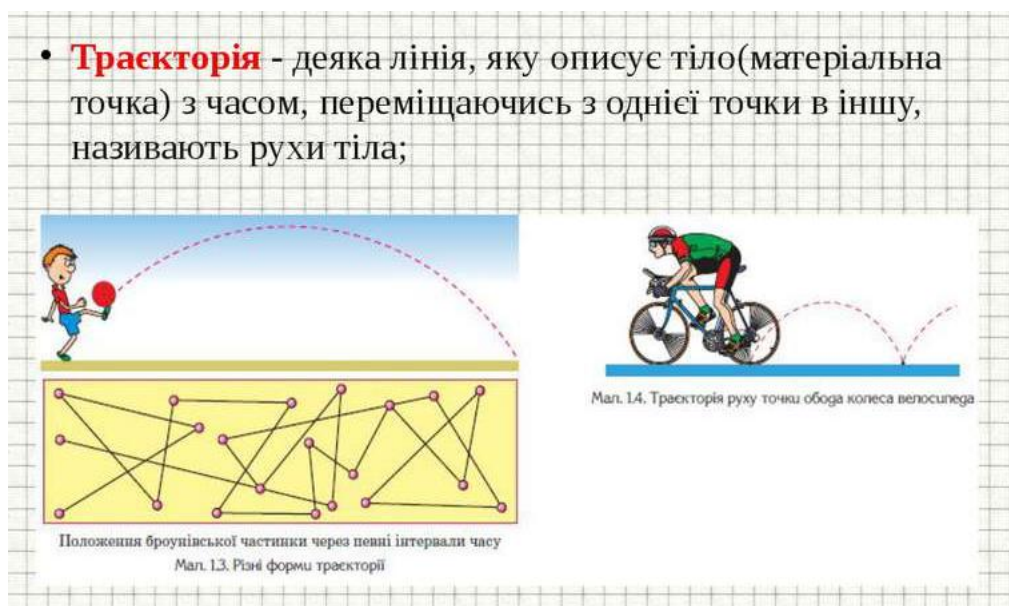 • Траєкторія - деяка лінія, яку описує тіло(матеріальна
точка) з часом, переміщаючись з однієї точки в іншу,
називають рухи тіла;
Мал. 1.4. Траєкторія руху точки обода колеса велосипеда
Положення броунівської частинки через певні інтервали часу
Мал. 1.3. Різні форми траєкторії